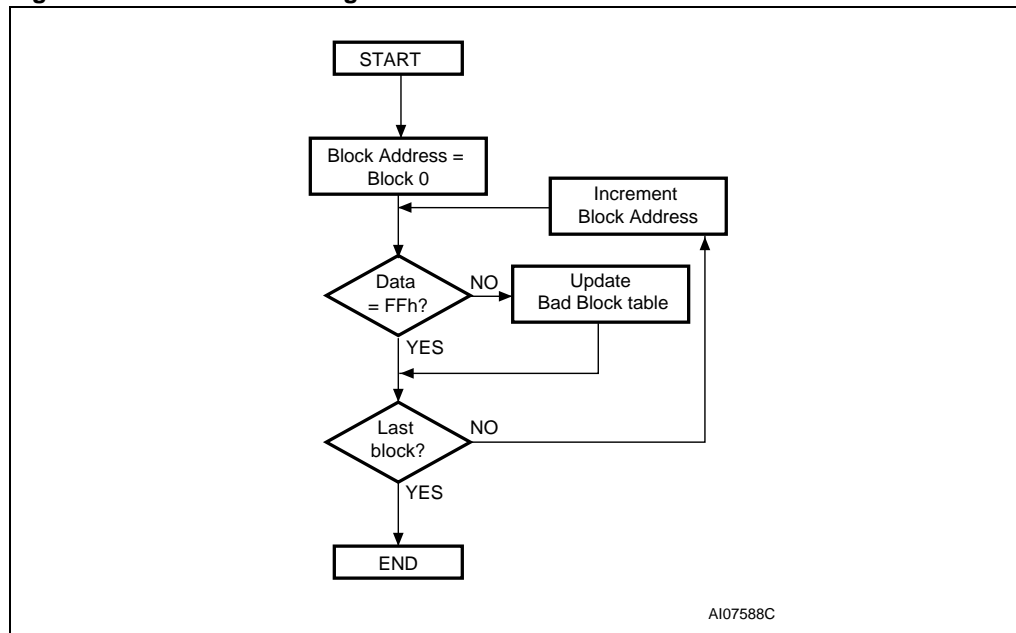 START
Block Address =
Block 0
Increment
Block Address
Data
= FFh?
NO
Update
Bad Block table
YES
Last
block?
NO
YES
END
AI07588C